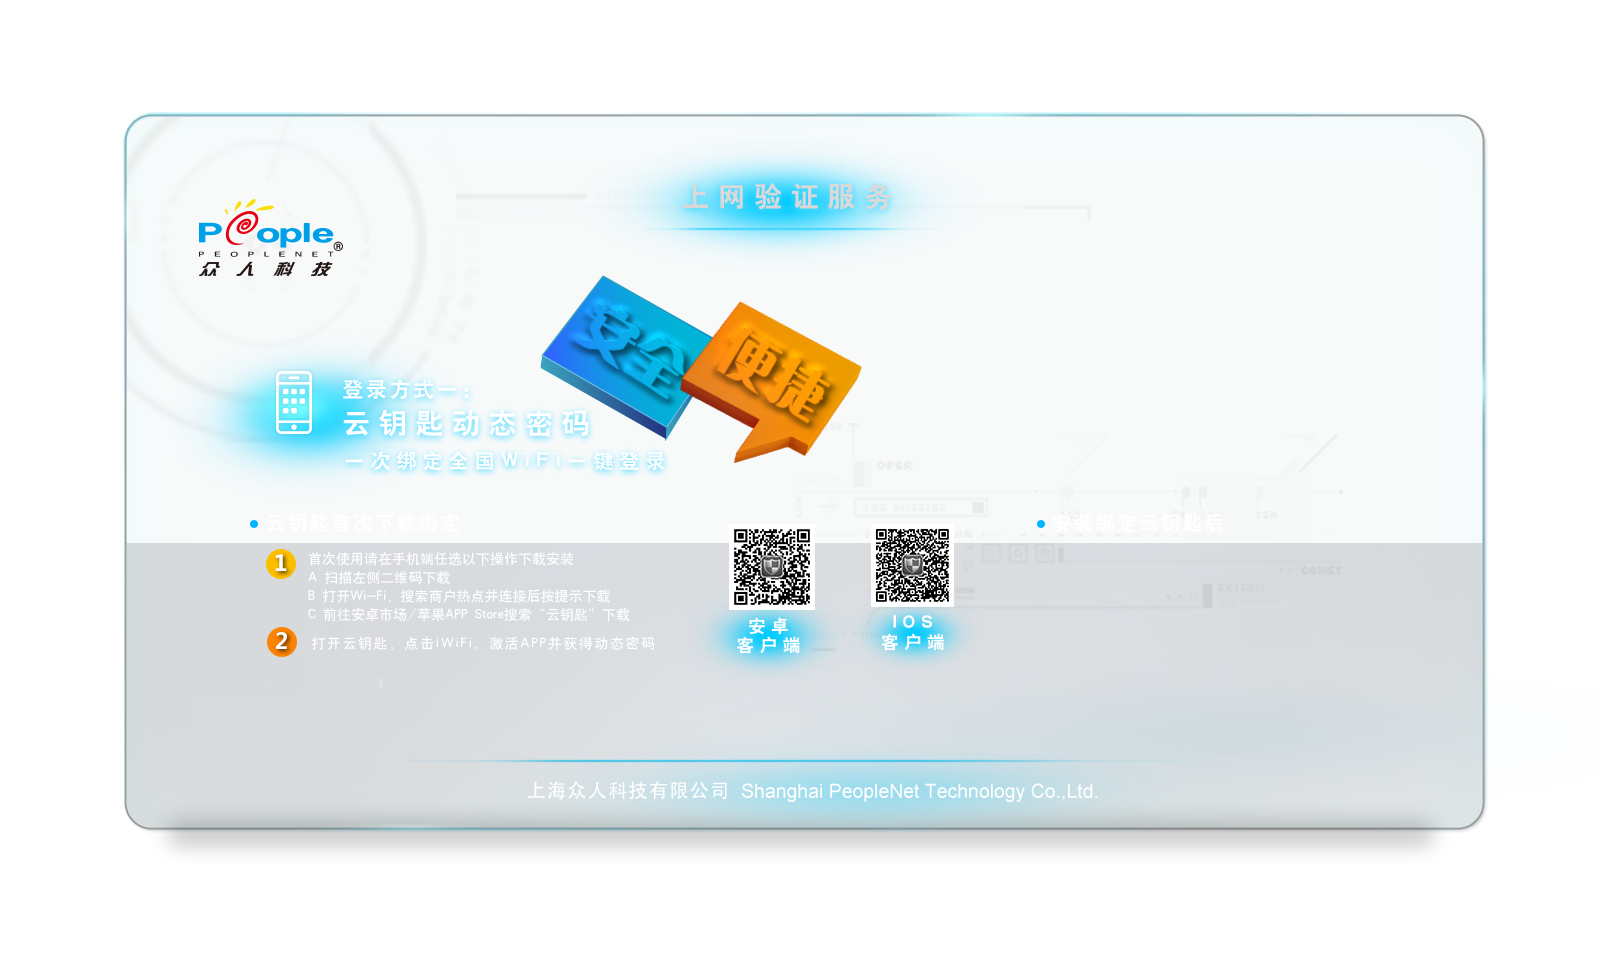 上网验证服务
People®
PEOPLENET
众人科技
安全
便捷
登录方式一：
云钥匙动态密码
一次绑定全国WiFi一键登录
云钥匙首次下载绑定
安装绑定云钥匙后
1 首次使用请在手机端任选以下操作下载安装
A 扫描左侧二维码下载
B 打开Wi-Fi，搜索商户热点并连接后按提示下载
C 前往安卓市场/苹果APP Store搜索“云钥匙”下载
2 打开云钥匙，点击iWiFi，激活APP并获得动态密码
安卓
客户端
IOS
客户端
上海众人科技有限公司 Shanghai PeopleNet Technology Co.,Ltd.